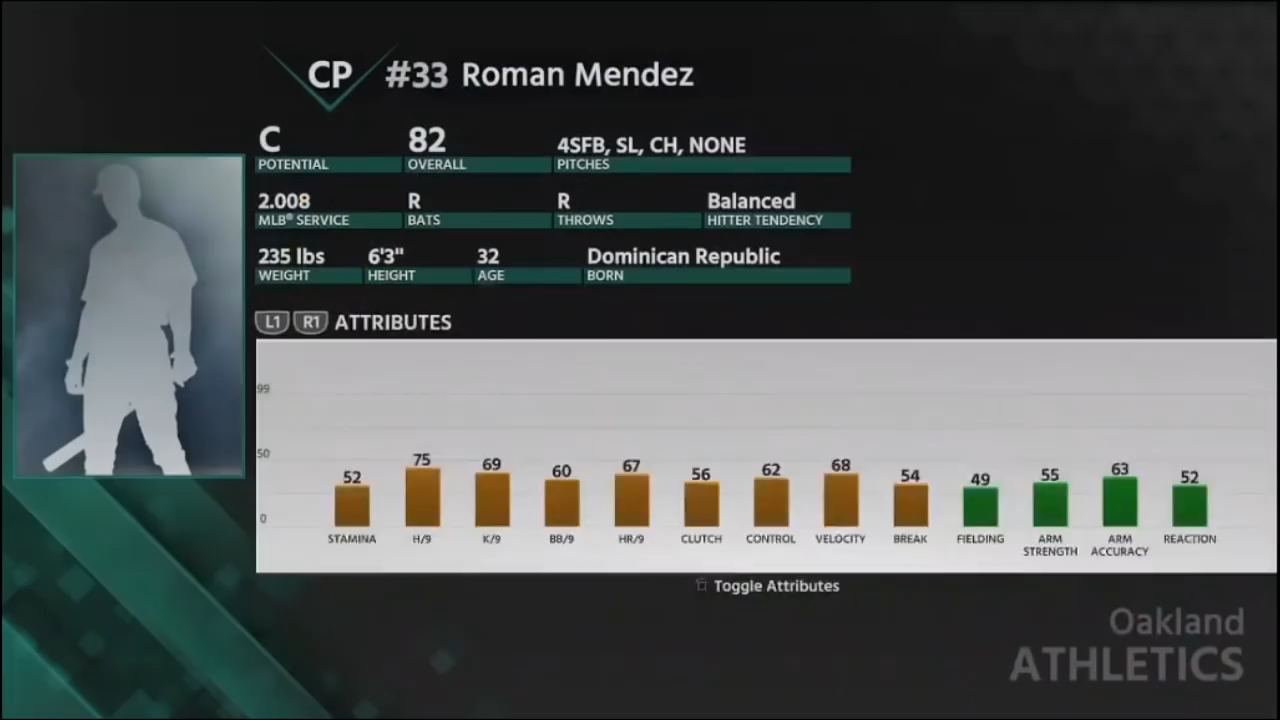 CP #33 Roman Mendez
C 82 4SFB, SL, CH, NONE
POTENTIAL OVERALL PITCHES
2.008 R R Balanced
MLB® SERVICE BATS THROWS HITTER TENDENCY
235 lbs 6'3" 32 Dominican Republic
WEIGHT HEIGHT AGE BORN
L1 R1 ATTRIBUTES
99
50
0
52 75 69 60 67 56 62 68 54 49 55 63 52
STAMINA H/9 K/9 BB/9 HR/9 CLUTCH CONTROL VELOCITY BREAK FIELDING ARM STRENGTH ARM ACCURACY REACTION
Toggle Attributes
Oakland
ATHLETICS